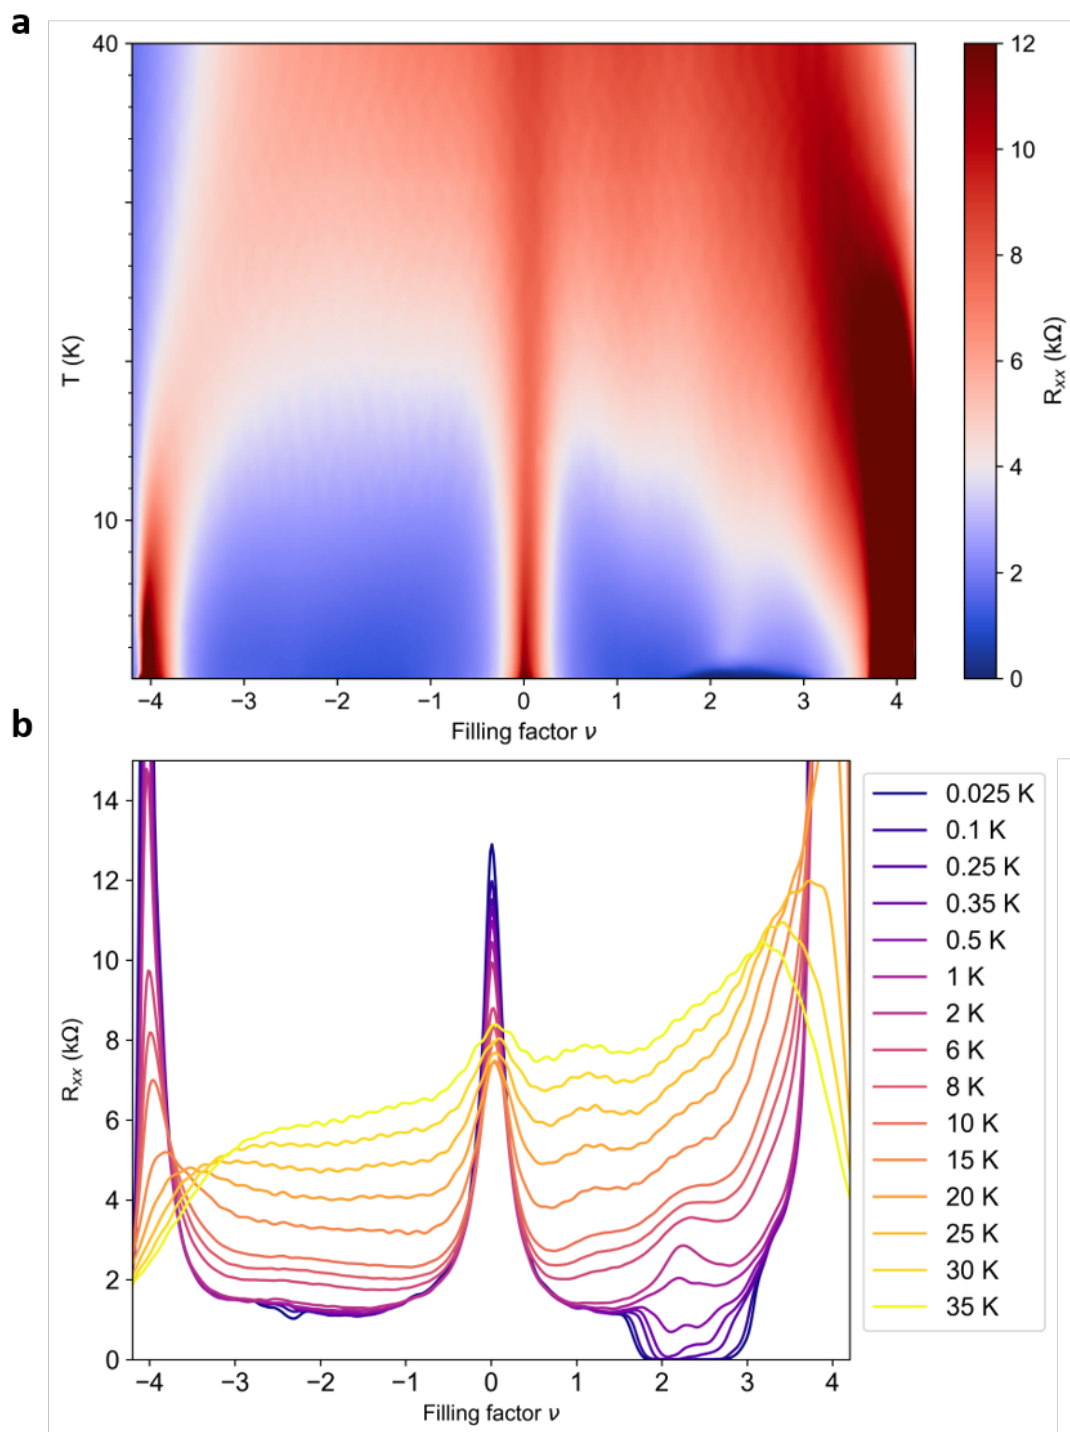 a
40
10
T (K)
−4 −3 −2 −1 0 1 2 3 4
Filling factor ν
12
10
8
6
4
2
0
Rxx (kΩ)
b
14
12
10
8
6
4
2
0
Rxx (kΩ)
−4 −3 −2 −1 0 1 2 3 4
Filling factor ν
0.025 K
0.1 K
0.25 K
0.35 K
0.5 K
1 K
2 K
6 K
8 K
10 K
15 K
20 K
25 K
30 K
35 K